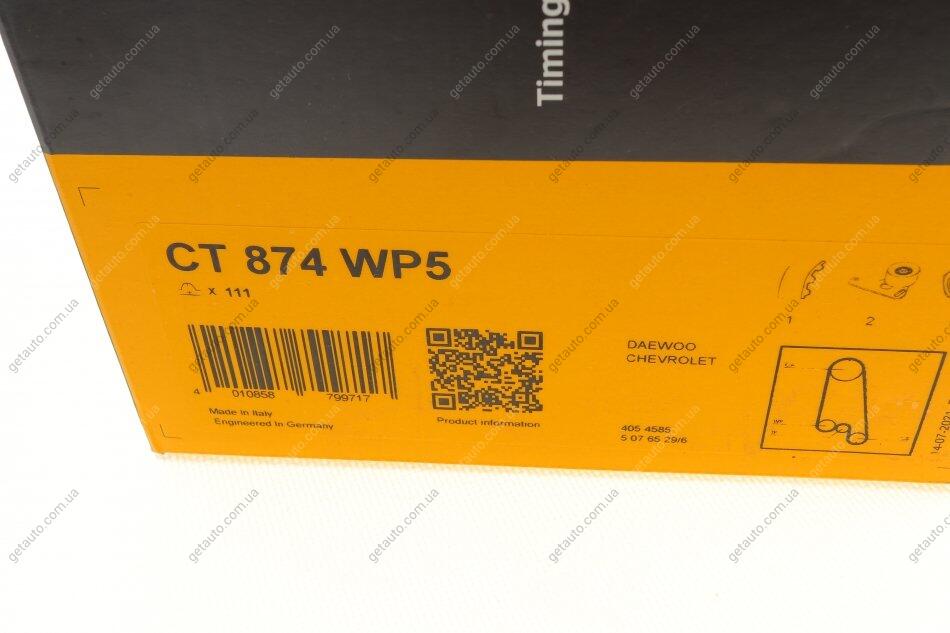 Timing
CT 874 WP5
x 111
4 010858 799717
Made in Italy
Engineered in Germany
Product information
DAEWOO
CHEVROLET
405 4585
5 07 65 29/6
1
2
WP
getauto.com.ua